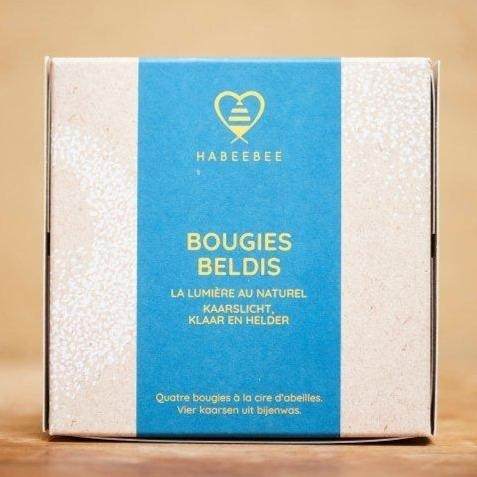 HABEEBEE
BOUGIES
BELDIS
LA LUMIÈRE AU NATUREL
KAARSLICHT,
KLAAR EN HELDER
Quatre bougies à la cire d'abeilles.
Vier kaarsen uit bijenwas.